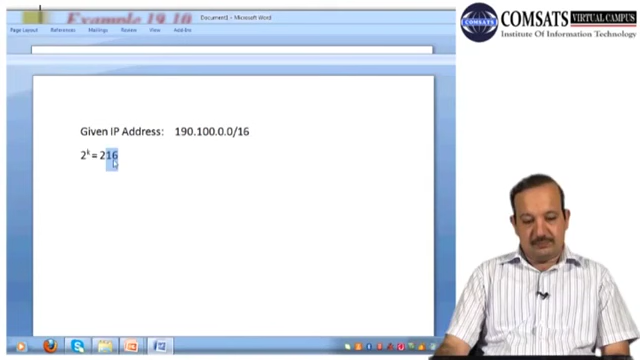 Example 19.10
Document1 - Microsoft Word
Page Layout References Mailings Review View Add-Ins
COMSATS VIRTUAL CAMPUS
Institute Of Information Technology
COMSATS
Given IP Address: 190.100.0.0/16
2ᵏ = 216